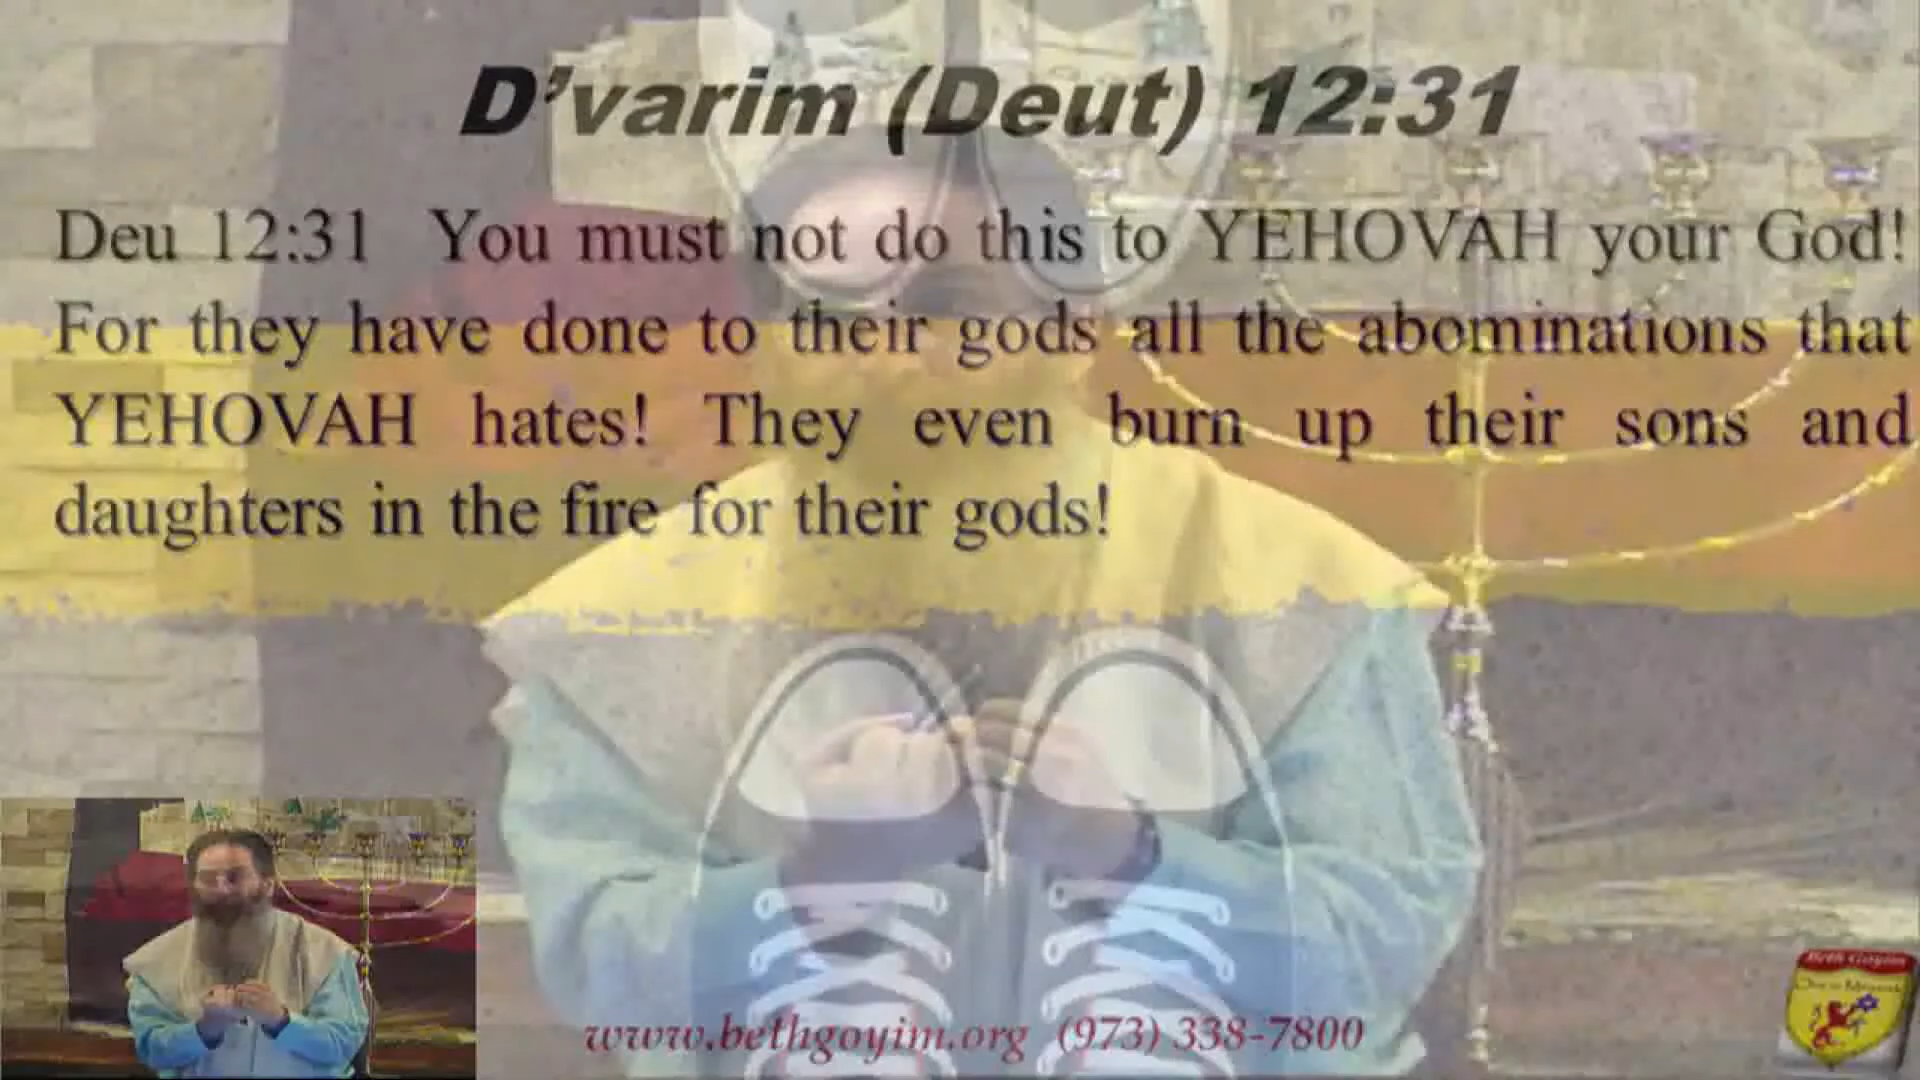 D’varim (Deut) 12:31
Deu 12:31 You must not do this to YEHOVAH your God!
For they have done to their gods all the abominations that
YEHOVAH hates! They even burn up their sons and
daughters in the fire for their gods!
www.bethgoyim.org (973) 338-7800
Beth Goyim